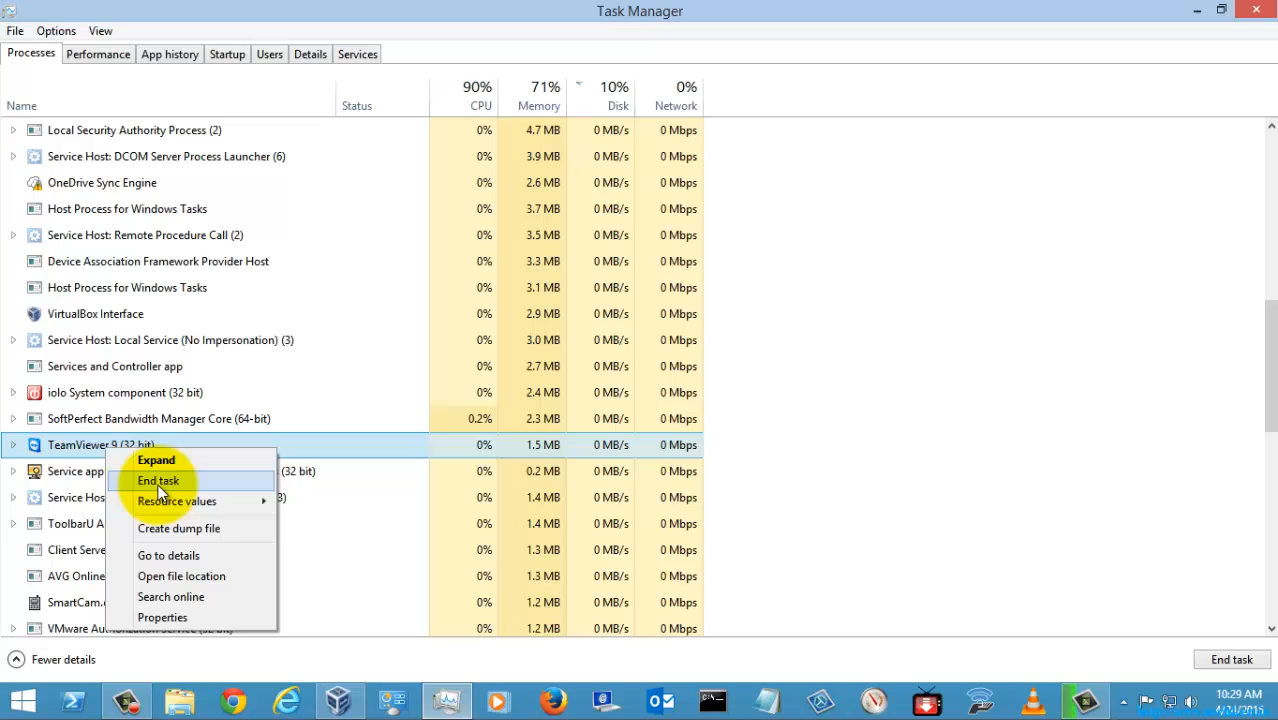 Task Manager
File Options View
Processes Performance App history Startup Users Details Services
90% 71% 10% 0%
Name Status CPU Memory Disk Network
Local Security Authority Process (2) 0% 4.7 MB 0 MB/s 0 Mbps
Service Host: DCOM Server Process Launcher (6) 0% 3.9 MB 0 MB/s 0 Mbps
OneDrive Sync Engine 0% 2.6 MB 0 MB/s 0 Mbps
Host Process for Windows Tasks 0% 3.7 MB 0 MB/s 0 Mbps
Service Host: Remote Procedure Call (2) 0% 3.5 MB 0 MB/s 0 Mbps
Device Association Framework Provider Host 0% 3.3 MB 0 MB/s 0 Mbps
Host Process for Windows Tasks 0% 3.1 MB 0 MB/s 0 Mbps
VirtualBox Interface 0% 2.9 MB 0 MB/s 0 Mbps
Service Host: Local Service (No Impersonation) (3) 0% 3.0 MB 0 MB/s 0 Mbps
Services and Controller app 0% 2.7 MB 0 MB/s 0 Mbps
iolo System component (32 bit) 0% 2.4 MB 0 MB/s 0 Mbps
SoftPerfect Bandwidth Manager Core (64-bit) 0.2% 2.3 MB 0 MB/s 0 Mbps
TeamViewer 9 (32 bit) 0% 1.5 MB 0 MB/s 0 Mbps
Service app (32 bit) 0% 0.2 MB 0 MB/s 0 Mbps
Service Hos 3) 0% 1.4 MB 0 MB/s 0 Mbps
ToolbarU A 0% 1.4 MB 0 MB/s 0 Mbps
Client Serve 0% 1.3 MB 0 MB/s 0 Mbps
AVG Online 0% 1.3 MB 0 MB/s 0 Mbps
SmartCam.e 0% 1.2 MB 0 MB/s 0 Mbps
VMware Authorization Service (32 bit) 0% 1.2 MB 0 MB/s 0 Mbps
Expand
End task
Resource values
Create dump file
Go to details
Open file location
Search online
Properties
Fewer details End task
10:29 AM